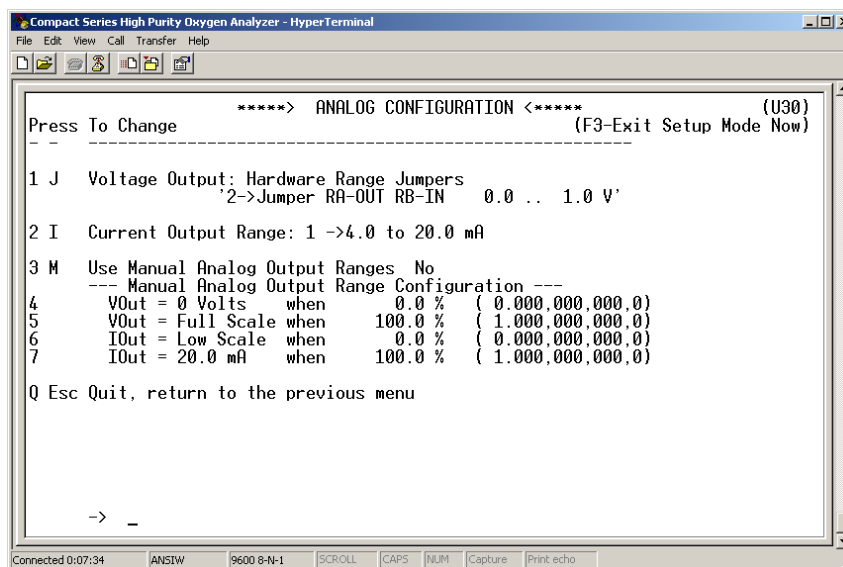 Compact Series High Purity Oxygen Analyzer - HyperTerminal
File Edit View Call Transfer Help
*****> ANALOG CONFIGURATION <***** (U30)
Press To Change (F3-Exit Setup Mode Now)
- - -------------------------------------------------------
1 J Voltage Output: Hardware Range Jumpers
'2->Jumper RA-OUT RB-IN 0.0 .. 1.0 V'
2 I Current Output Range: 1 ->4.0 to 20.0 mA
3 M Use Manual Analog Output Ranges No
--- Manual Analog Output Range Configuration ---
4 VOut = 0 Volts when 0.0 % ( 0.000,000,000,0)
5 VOut = Full Scale when 100.0 % ( 1.000,000,000,0)
6 IOut = Low Scale when 0.0 % ( 0.000,000,000,0)
7 IOut = 20.0 mA when 100.0 % ( 1.000,000,000,0)
Q Esc Quit, return to the previous menu
-> _
Connected 0:07:34 ANSIW 9600 8-N-1 SCROLL CAPS NUM Capture Print echo